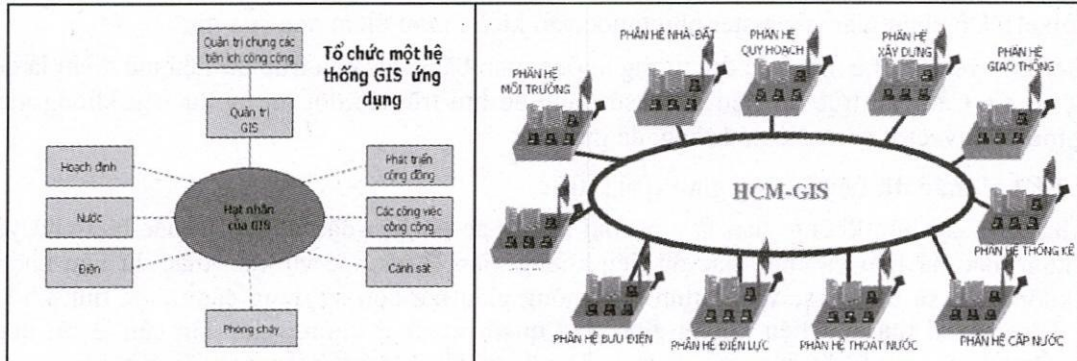 Quản trị chung các
tiện ích công cộng
Tổ chức một hệ
thống GIS ứng
dụng
Quản trị
GIS
Hoạch định
Nước
Điện
Hạt nhân
của GIS
Phát triển
cộng đồng
Các công việc
công cộng
Cảnh sát
Phòng cháy
PHÂN HỆ NHÀ ĐẤT
PHÂN HỆ
QUY HOẠCH
PHÂN HỆ
XÂY DỰNG
PHÂN HỆ
GIAO THÔNG
PHÂN HỆ
MÔI TRƯỜNG
HCM-GIS
PHÂN HỆ THỐNG KÊ
PHÂN HỆ BƯU ĐIỆN
PHÂN HỆ ĐIỆN LỰC
PHÂN HỆ THOÁT NƯỚC
PHÂN HỆ CẤP NƯỚC